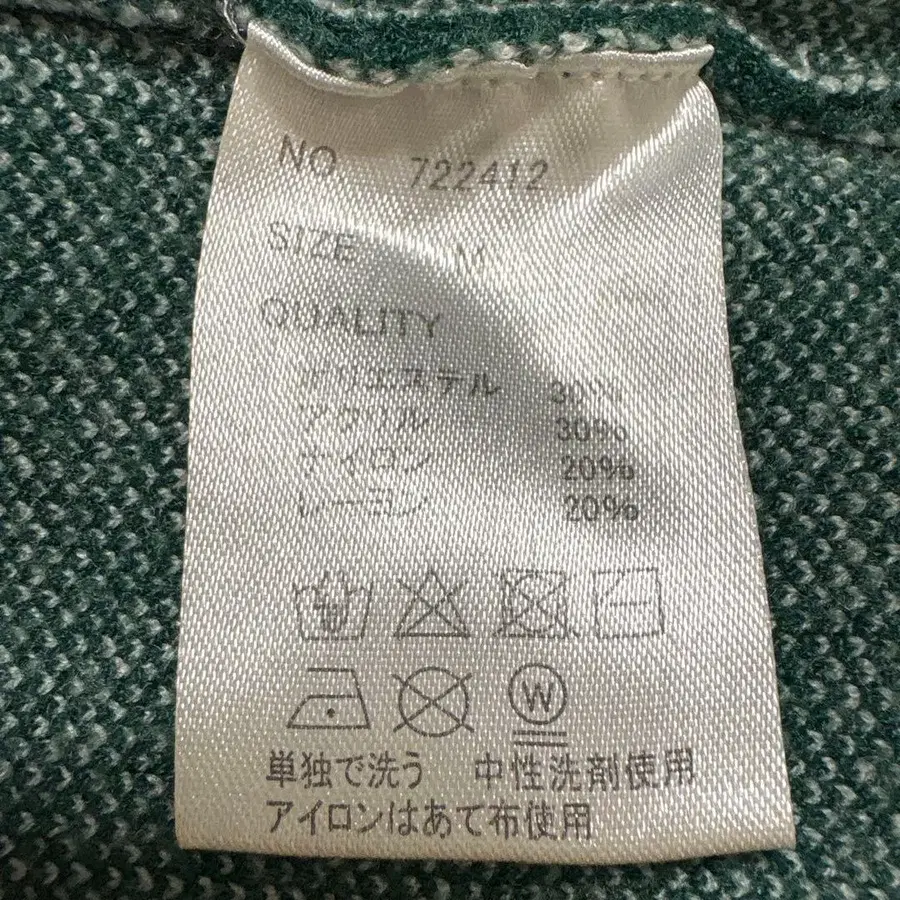 NO 722412
SIZE M
QUALITY
ポリエステル 30%
アクリル 30%
ナイロン 20%
レーヨン 20%
W
単独で洗う 中性洗剤使用
アイロンはあて布使用